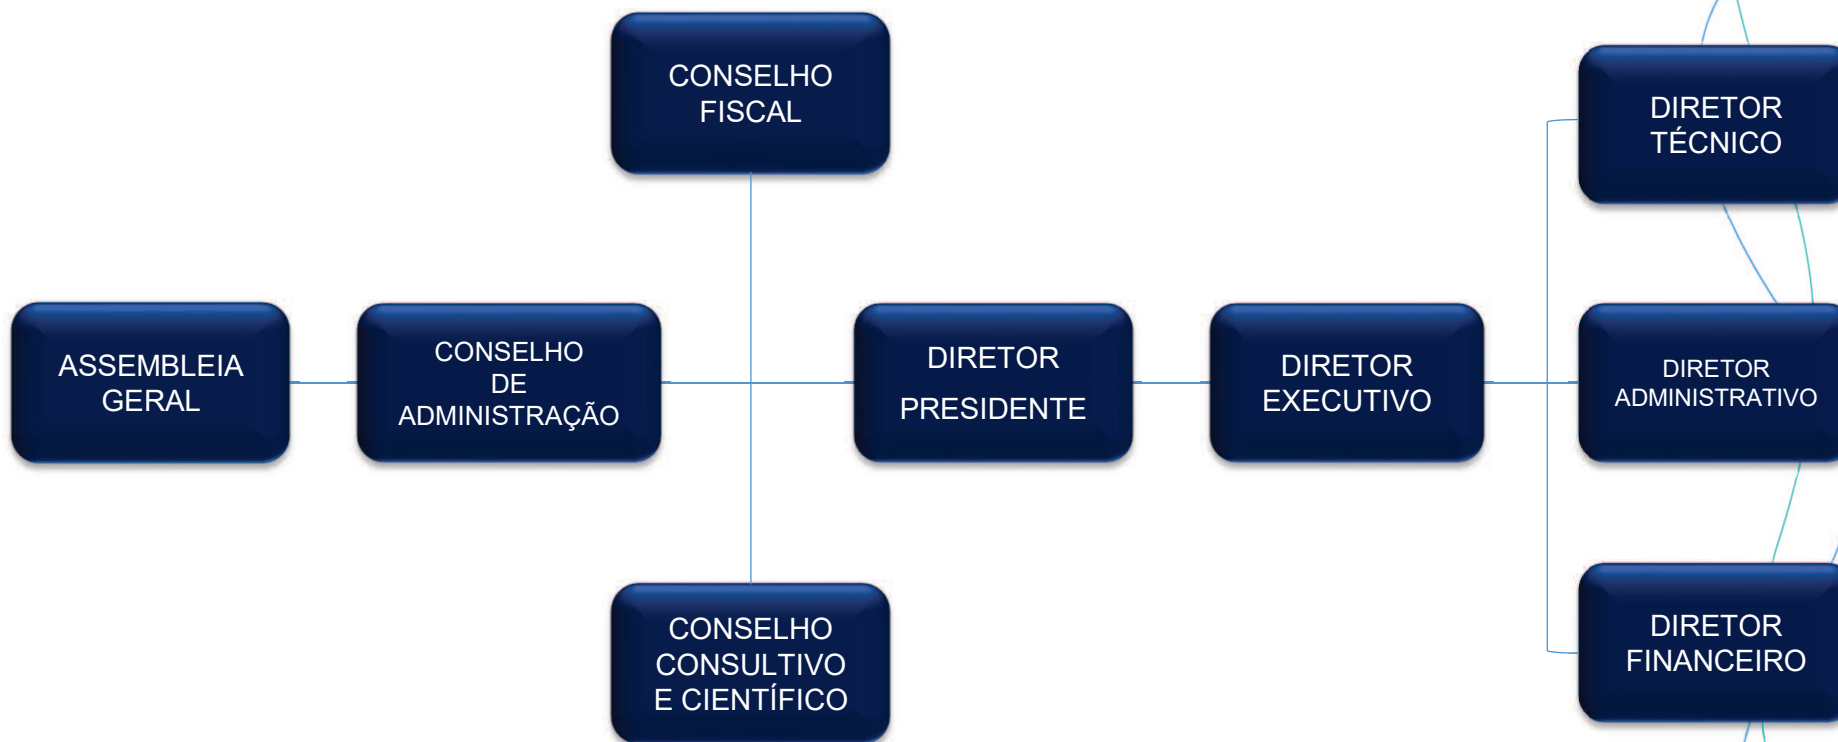 CONSELHO
FISCAL
DIRETOR
TÉCNICO
ASSEMBLEIA
GERAL
CONSELHO
DE
ADMINISTRAÇÃO
DIRETOR
PRESIDENTE
DIRETOR
EXECUTIVO
DIRETOR
ADMINISTRATIVO
CONSELHO
CONSULTIVO
E CIENTÍFICO
DIRETOR
FINANCEIRO